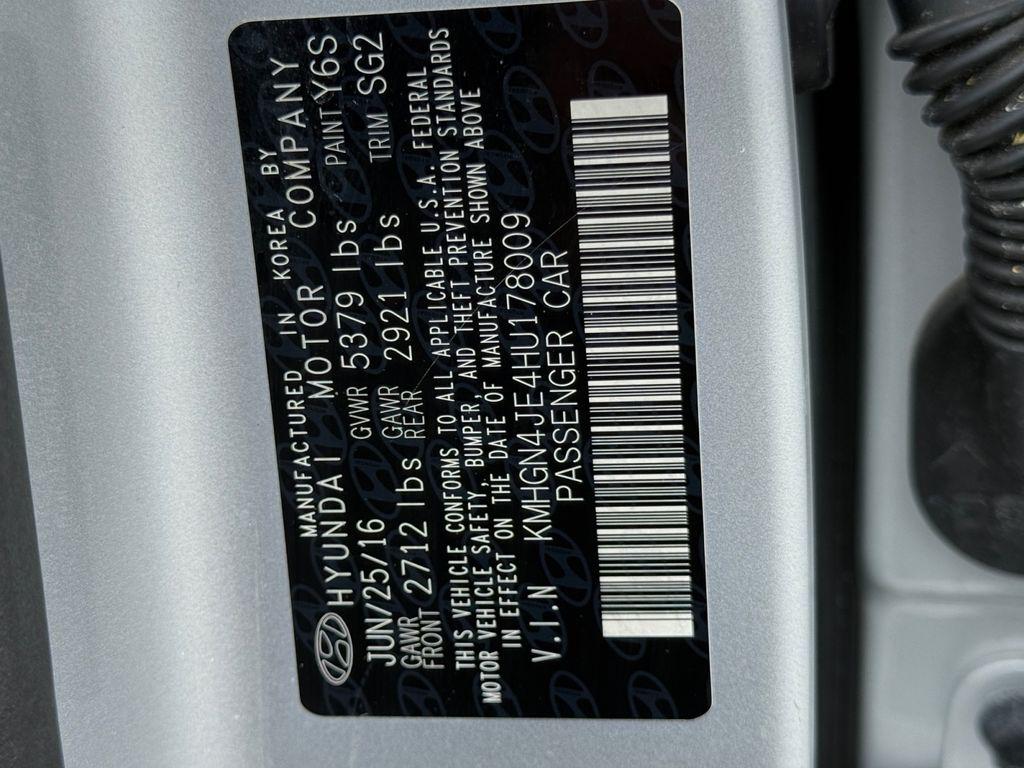 MANUFACTURED IN KOREA BY
HYUNDAI MOTOR COMPANY
JUN/25/16 GVWR 5379 lbs PAINT Y6S
GAWR FRONT 2712 lbs GAWR REAR 2921 lbs TRIM SG2
THIS VEHICLE CONFORMS TO ALL APPLICABLE U.S.A. FEDERAL
MOTOR VEHICLE SAFETY, BUMPER, AND THEFT PREVENTION STANDARDS
IN EFFECT ON THE DATE OF MANUFACTURE SHOWN ABOVE
V.I.N KMHGN4JE4HU178009
PASSENGER CAR